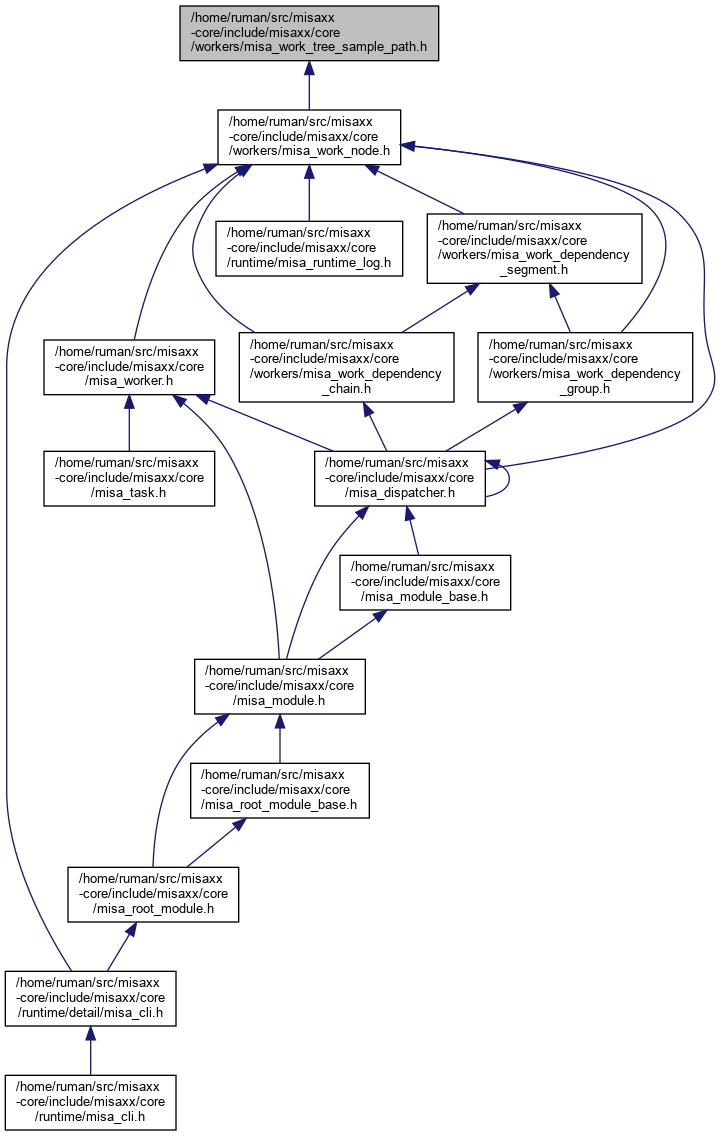 /home/ruman/src/misaxx
-core/include/misaxx/core
/workers/misa_work_tree_sample_path.h
/home/ruman/src/misaxx
-core/include/misaxx/core
/workers/misa_work_node.h
/home/ruman/src/misaxx
-core/include/misaxx/core
/runtime/misa_runtime_log.h
/home/ruman/src/misaxx
-core/include/misaxx/core
/workers/misa_work_dependency
_segment.h
/home/ruman/src/misaxx
-core/include/misaxx/core
/misa_worker.h
/home/ruman/src/misaxx
-core/include/misaxx/core
/workers/misa_work_dependency
_chain.h
/home/ruman/src/misaxx
-core/include/misaxx/core
/workers/misa_work_dependency
_group.h
/home/ruman/src/misaxx
-core/include/misaxx/core
/misa_task.h
/home/ruman/src/misaxx
-core/include/misaxx/core
/misa_dispatcher.h
/home/ruman/src/misaxx
-core/include/misaxx/core
/misa_module_base.h
/home/ruman/src/misaxx
-core/include/misaxx/core
/misa_module.h
/home/ruman/src/misaxx
-core/include/misaxx/core
/misa_root_module_base.h
/home/ruman/src/misaxx
-core/include/misaxx/core
/misa_root_module.h
/home/ruman/src/misaxx
-core/include/misaxx/core
/runtime/detail/misa_cli.h
/home/ruman/src/misaxx
-core/include/misaxx/core
/runtime/misa_cli.h